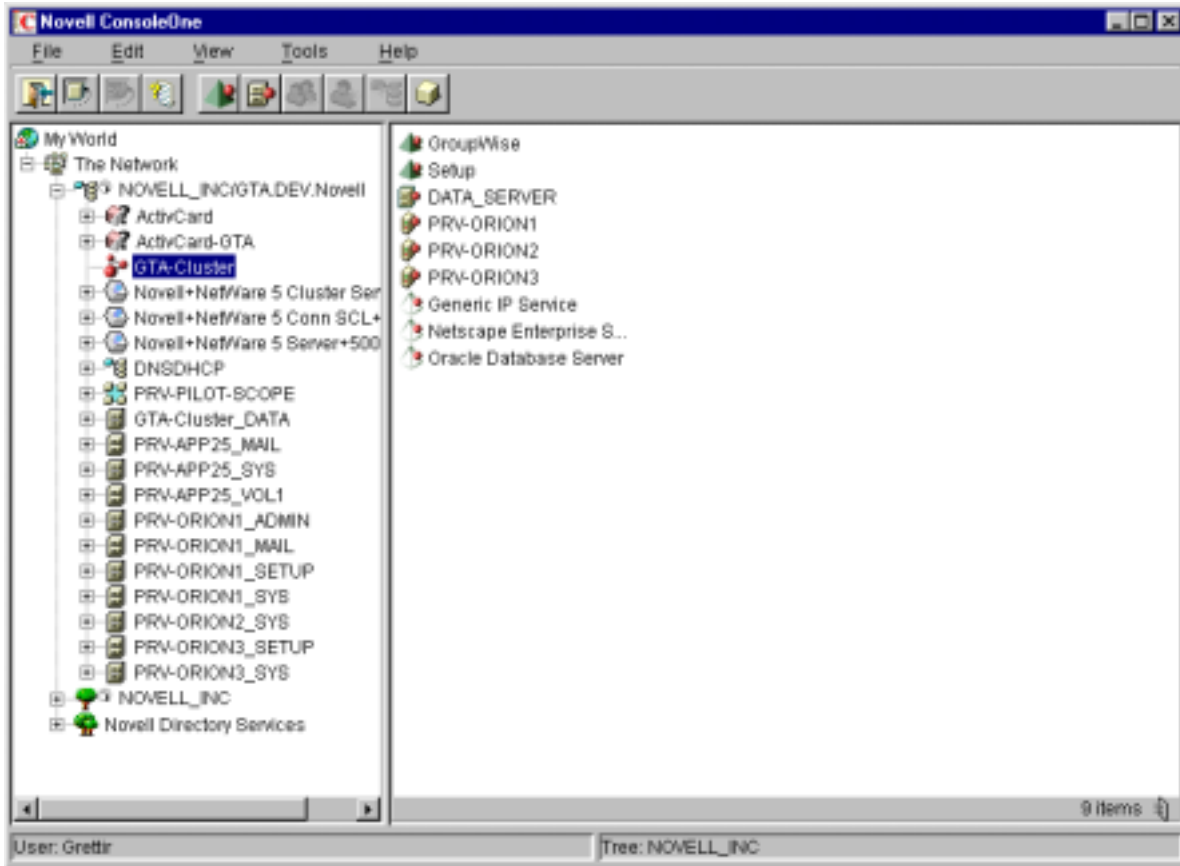 Novell ConsoleOne
File Edit View Tools Help
My World
The Network
NOVELL_INC/GTA.DEV.Novell
ActivCard
ActivCard-GTA
GTA-Cluster
Novell+NetWare 5 Cluster Ser
Novell+NetWare 5 Conn SCL+
Novell+NetWare 5 Server+500
DNSDHCP
PRV-PILOT-SCOPE
GTA-Cluster_DATA
PRV-APP25_MAIL
PRV-APP25_SYS
PRV-APP25_VOL1
PRV-ORION1_ADMIN
PRV-ORION1_MAIL
PRV-ORION1_SETUP
PRV-ORION1_SYS
PRV-ORION2_SYS
PRV-ORION3_SETUP
PRV-ORION3_SYS
NOVELL_INC
Novell Directory Services
GroupWise
Setup
DATA_SERVER
PRV-ORION1
PRV-ORION2
PRV-ORION3
Generic IP Service
Netscape Enterprise S...
Oracle Database Server
9 items
User: Grettir
Tree: NOVELL_INC